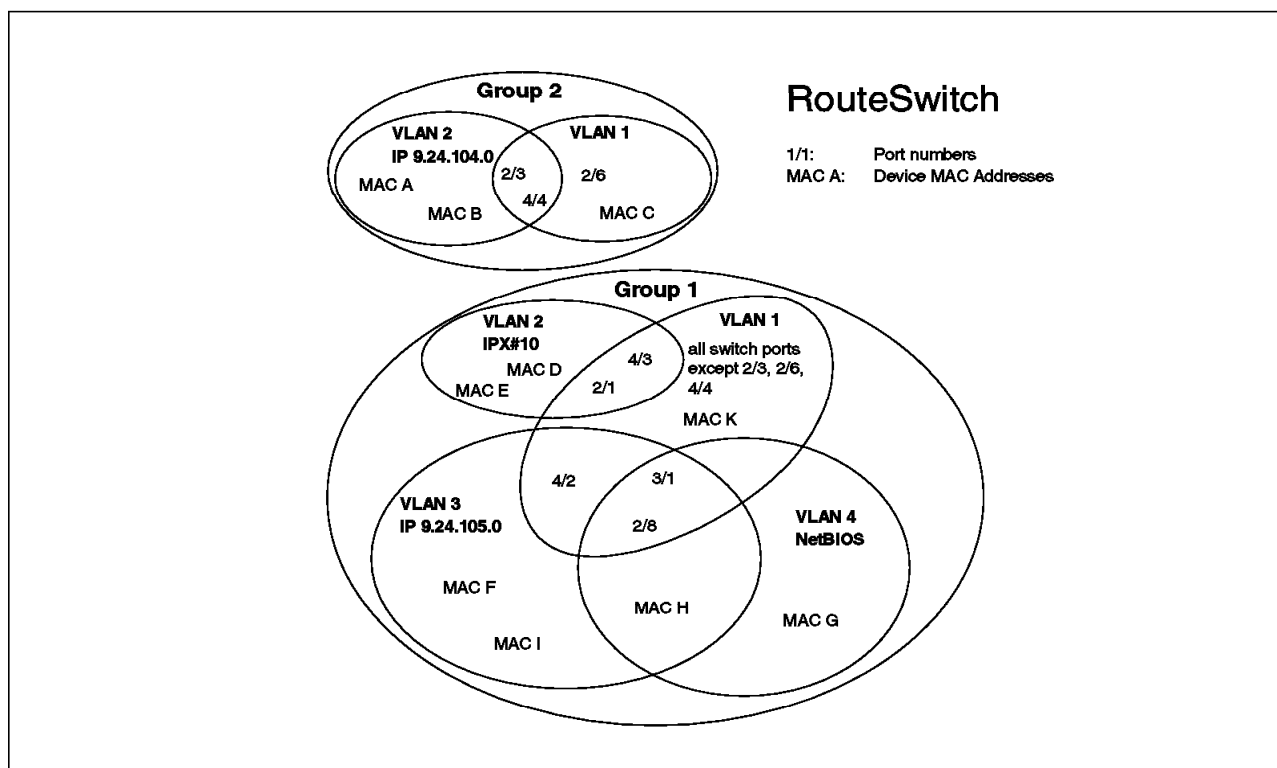 RouteSwitch
1/1: Port numbers
MAC A: Device MAC Addresses
Group 2
VLAN 2
IP 9.24.104.0
MAC A
MAC B
2/3
4/4
VLAN 1
2/6
MAC C
Group 1
VLAN 2
IPX#10
MAC D
MAC E
4/3
2/1
VLAN 1
all switch ports
except 2/3, 2/6,
4/4
MAC K
4/2
3/1
2/8
VLAN 3
IP 9.24.105.0
MAC F
MAC I
MAC H
VLAN 4
NetBIOS
MAC G